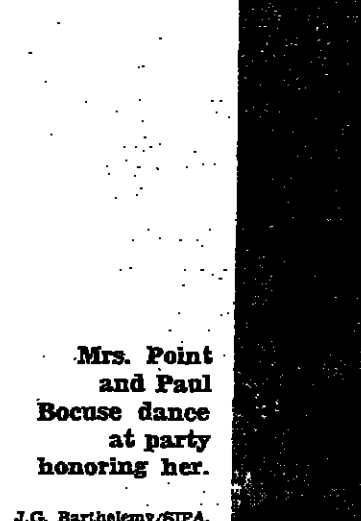 Mrs. Point
and Paul
Bocuse dance
at party
honoring her.
J.G. Barthelemy/SIPA.